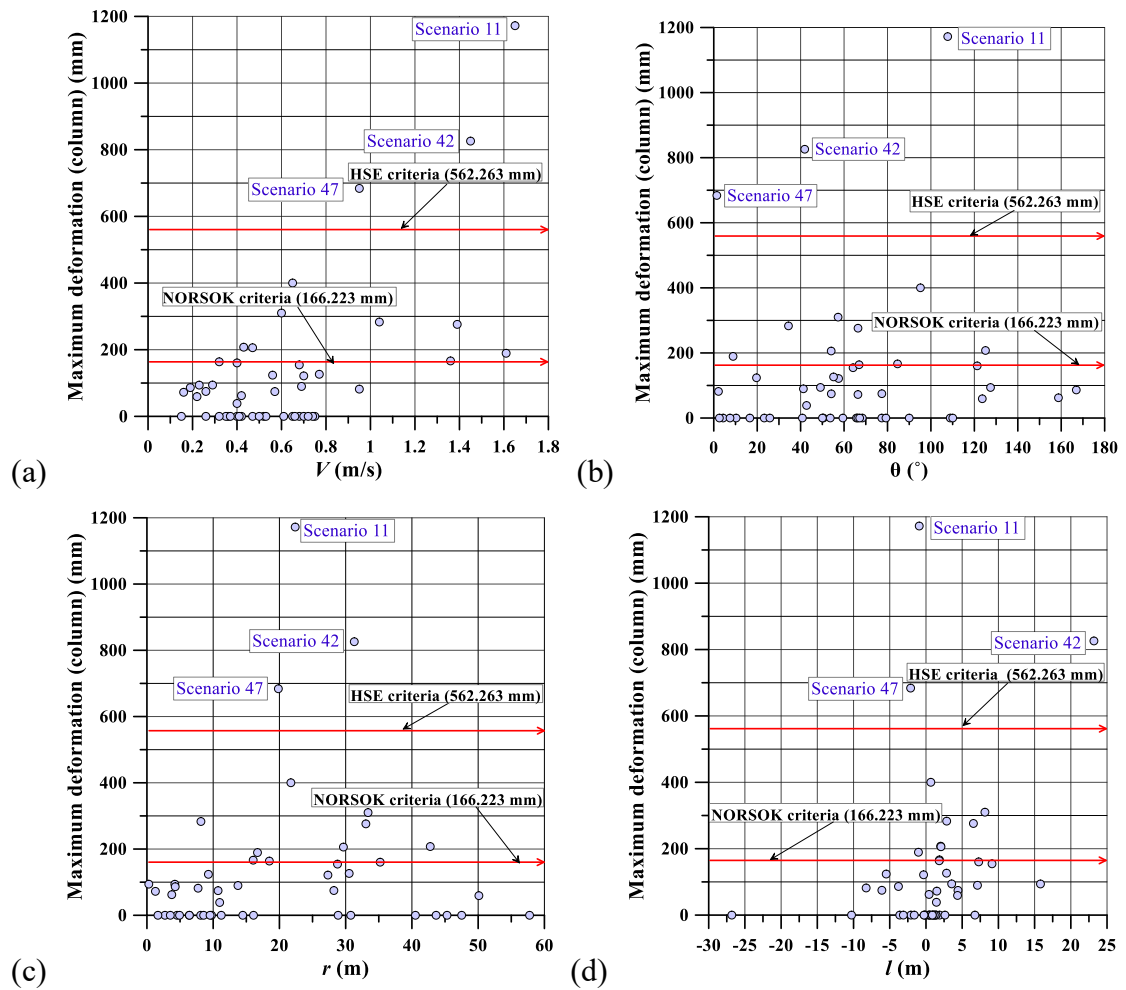 Maximum deformation (column) (mm)
1200
1000
800
600
400
200
0
Scenario 11
Scenario 42
HSE criteria (562.263 mm)
Scenario 47
NORSOK criteria (166.223 mm)
0 0.2 0.4 0.6 0.8 1 1.2 1.4 1.6 1.8
V (m/s)
(a)
Maximum deformation (column) (mm)
1200
1000
800
600
400
200
0
Scenario 11
Scenario 42
Scenario 47
HSE criteria (562.263 mm)
NORSOK criteria (166.223 mm)
0 20 40 60 80 100 120 140 160 180
θ (°)
(b)
Maximum deformation (column) (mm)
1200
1000
800
600
400
200
0
Scenario 11
Scenario 42
Scenario 47
HSE criteria (562.263 mm)
NORSOK criteria (166.223 mm)
0 10 20 30 40 50 60
r (m)
(c)
Maximum deformation (column) (mm)
1200
1000
800
600
400
200
0
Scenario 11
Scenario 42
Scenario 47
HSE criteria (562.263 mm)
NORSOK criteria (166.223 mm)
-30 -25 -20 -15 -10 -5 0 5 10 15 20 25
l (m)
(d)